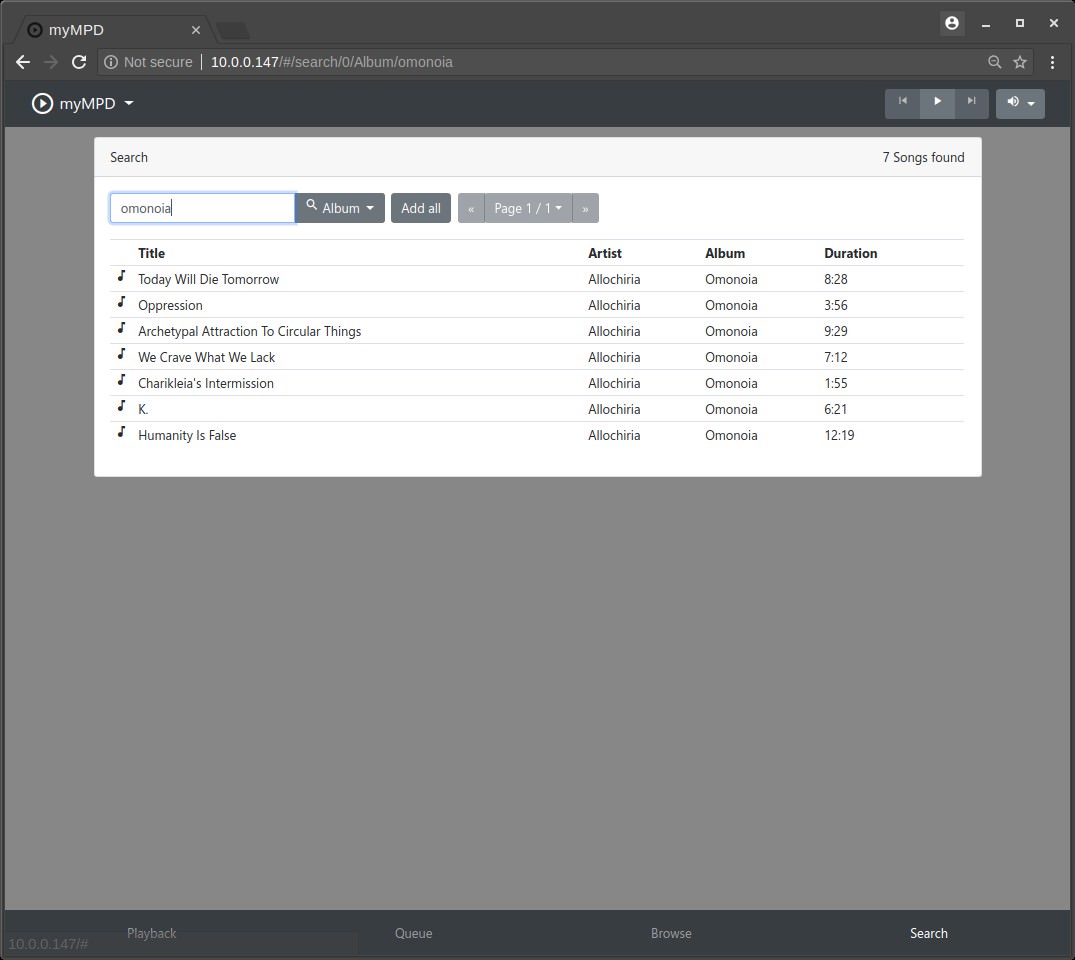 myMPD
Not secure 10.0.0.147/#/search/0/Album/omonoia
myMPD
Search 7 Songs found
omonoia Album Add all « Page 1 / 1 »
Title Artist Album Duration
Today Will Die Tomorrow Allochiria Omonoia 8:28
Oppression Allochiria Omonoia 3:56
Archetypal Attraction To Circular Things Allochiria Omonoia 9:29
We Crave What We Lack Allochiria Omonoia 7:12
Charikleia's Intermission Allochiria Omonoia 1:55
K. Allochiria Omonoia 6:21
Humanity Is False Allochiria Omonoia 12:19
Playback Queue Browse Search
10.0.0.147/#